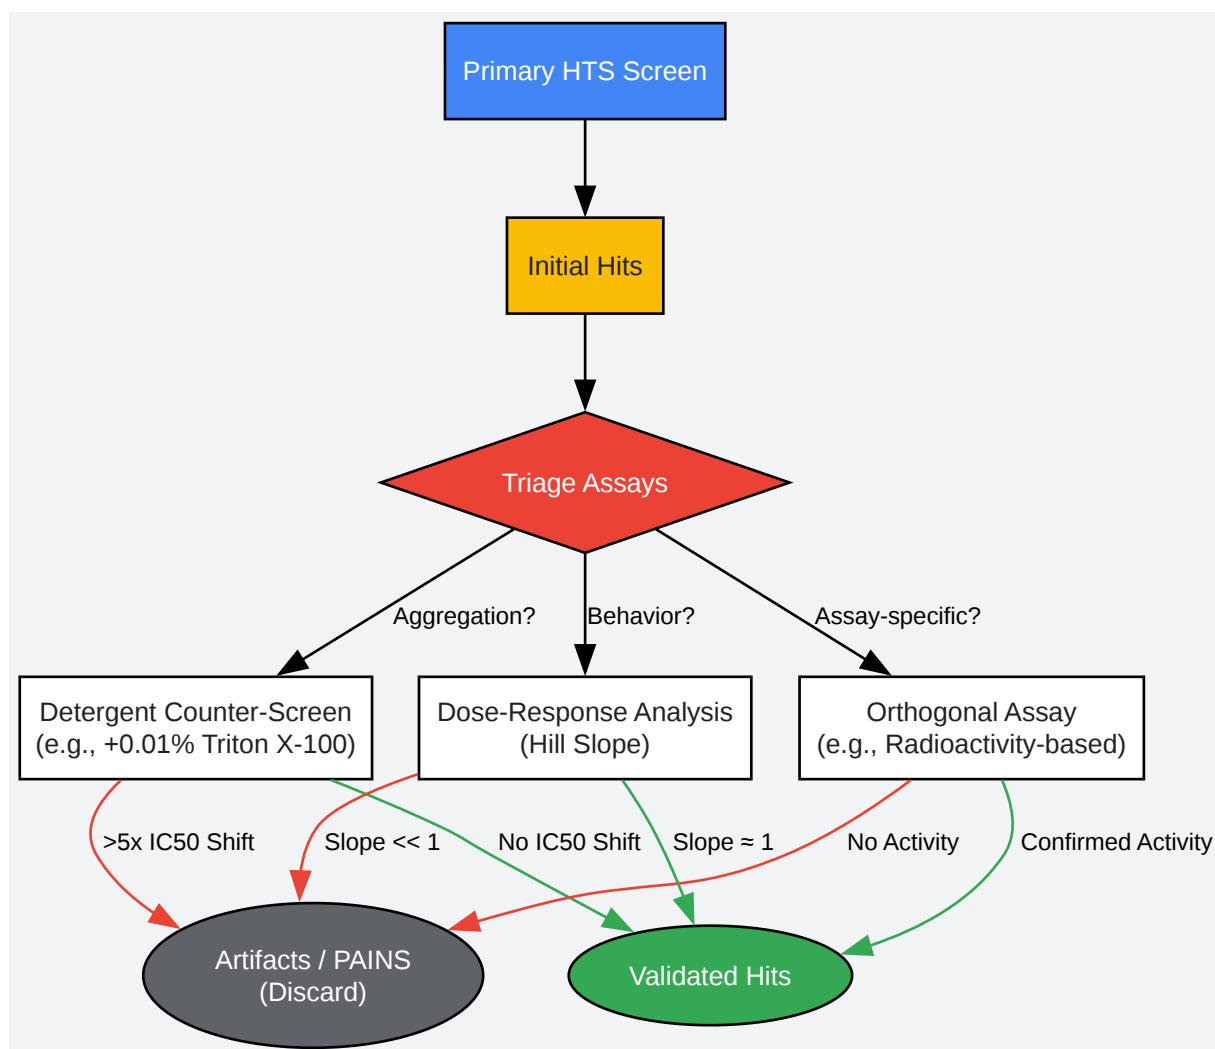 Primary HTS Screen
Initial Hits
Triage Assays
Aggregation?
Behavior?
Assay-specific?
Detergent Counter-Screen
(e.g., +0.01% Triton X-100)
Dose-Response Analysis
(Hill Slope)
Orthogonal Assay
(e.g., Radioactivity-based)
>5x IC50 Shift
Slope << 1
No IC50 Shift
Slope ≈ 1
No Activity
Confirmed Activity
Artifacts / PAINS
(Discard)
Validated Hits